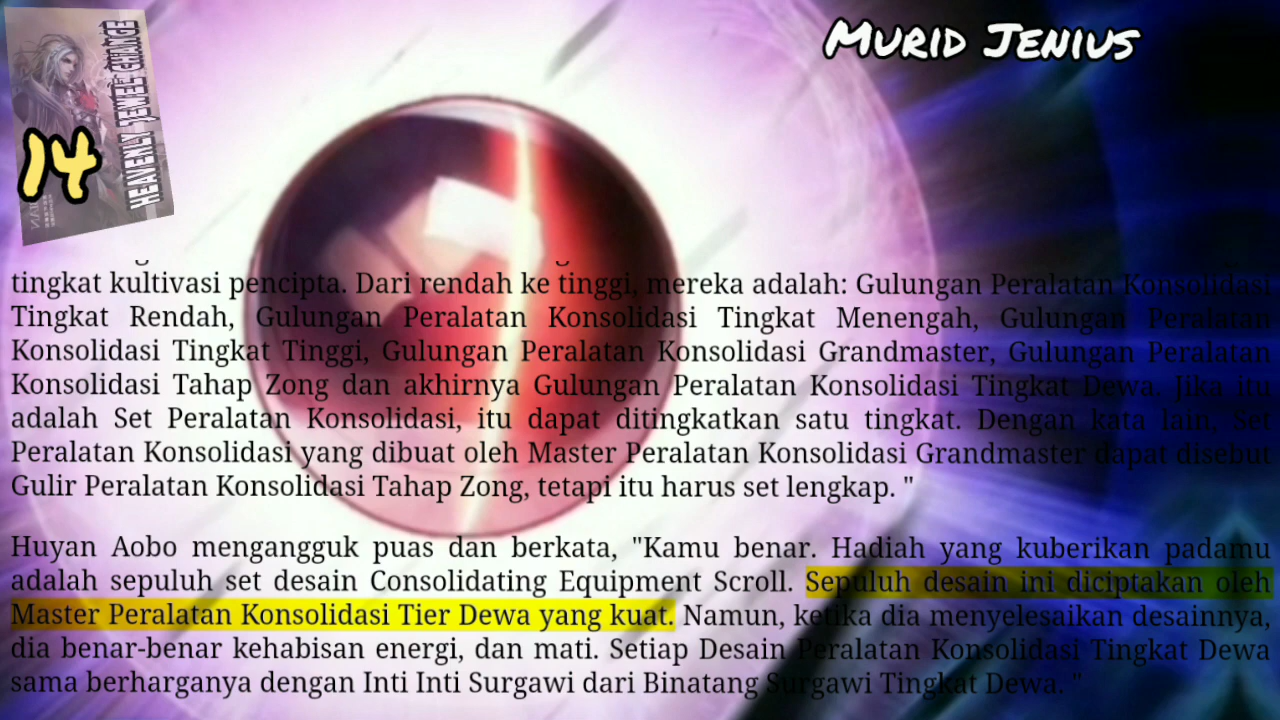 Murid Jenius
HEAVENLY JEWEL CHANGE
14
tingkat kultivasi pencipta. Dari rendah ke tinggi, mereka adalah: Gulungan Peralatan Konsolidasi
Tingkat Rendah, Gulungan Peralatan Konsolidasi Tingkat Menengah, Gulungan Peralatan
Konsolidasi Tingkat Tinggi, Gulungan Peralatan Konsolidasi Grandmaster, Gulungan Peralatan
Konsolidasi Tahap Zong dan akhirnya Gulungan Peralatan Konsolidasi Tingkat Dewa. Jika itu
adalah Set Peralatan Konsolidasi, itu dapat ditingkatkan satu tingkat. Dengan kata lain, Set
Peralatan Konsolidasi yang dibuat oleh Master Peralatan Konsolidasi Grandmaster dapat disebut
Gulir Peralatan Konsolidasi Tahap Zong, tetapi itu harus set lengkap. "
Huyan Aobo mengangguk puas dan berkata, "Kamu benar. Hadiah yang kuberikan padamu
adalah sepuluh set desain Consolidating Equipment Scroll. Sepuluh desain ini diciptakan oleh
Master Peralatan Konsolidasi Tier Dewa yang kuat. Namun, ketika dia menyelesaikan desainnya,
dia benar-benar kehabisan energi, dan mati. Setiap Desain Peralatan Konsolidasi Tingkat Dewa
sama berharganya dengan Inti Inti Surgawi dari Binatang Surgawi Tingkat Dewa. "